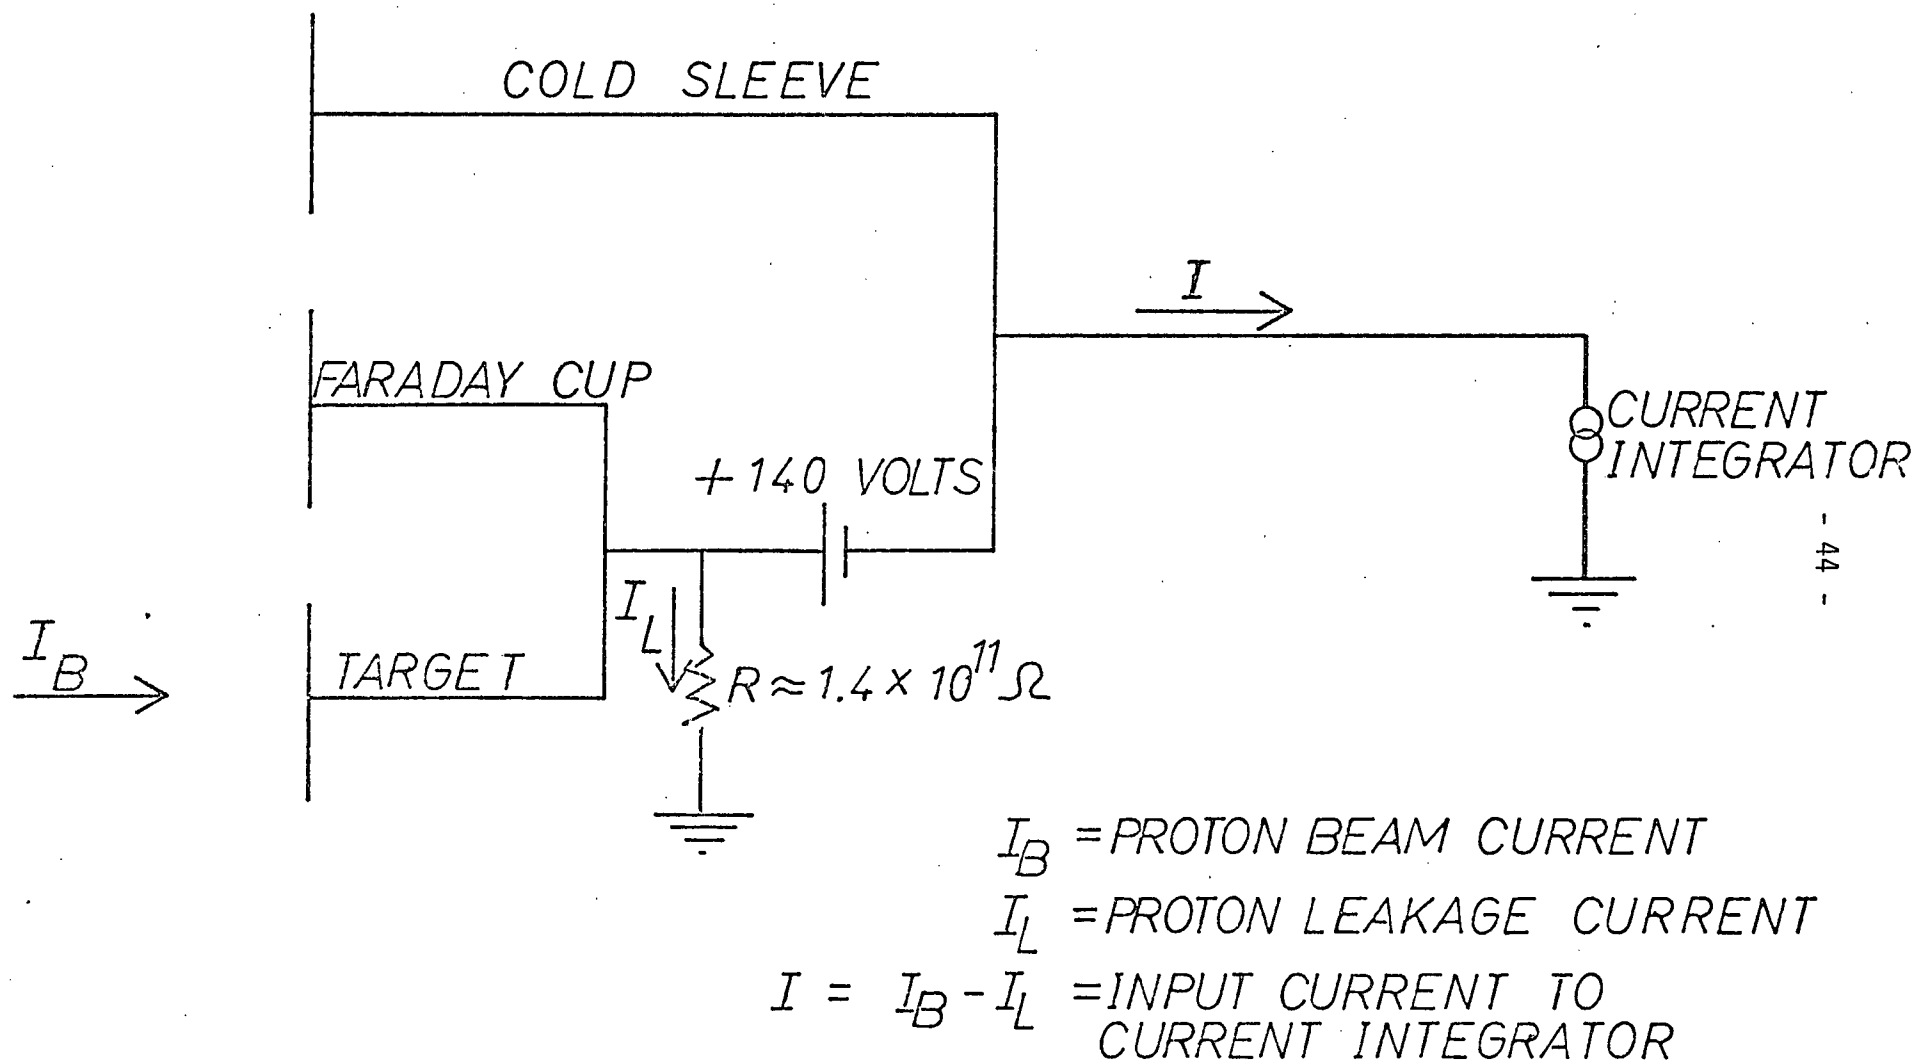 COLD SLEEVE
I
FARADAY CUP
CURRENT
INTEGRATOR
+140 VOLTS
- 44 -
I_L
I_B
TARGET
R ≈ 1.4 × 10^11 Ω
I_B = PROTON BEAM CURRENT
I_L = PROTON LEAKAGE CURRENT
I = I_B - I_L = INPUT CURRENT TO
CURRENT INTEGRATOR